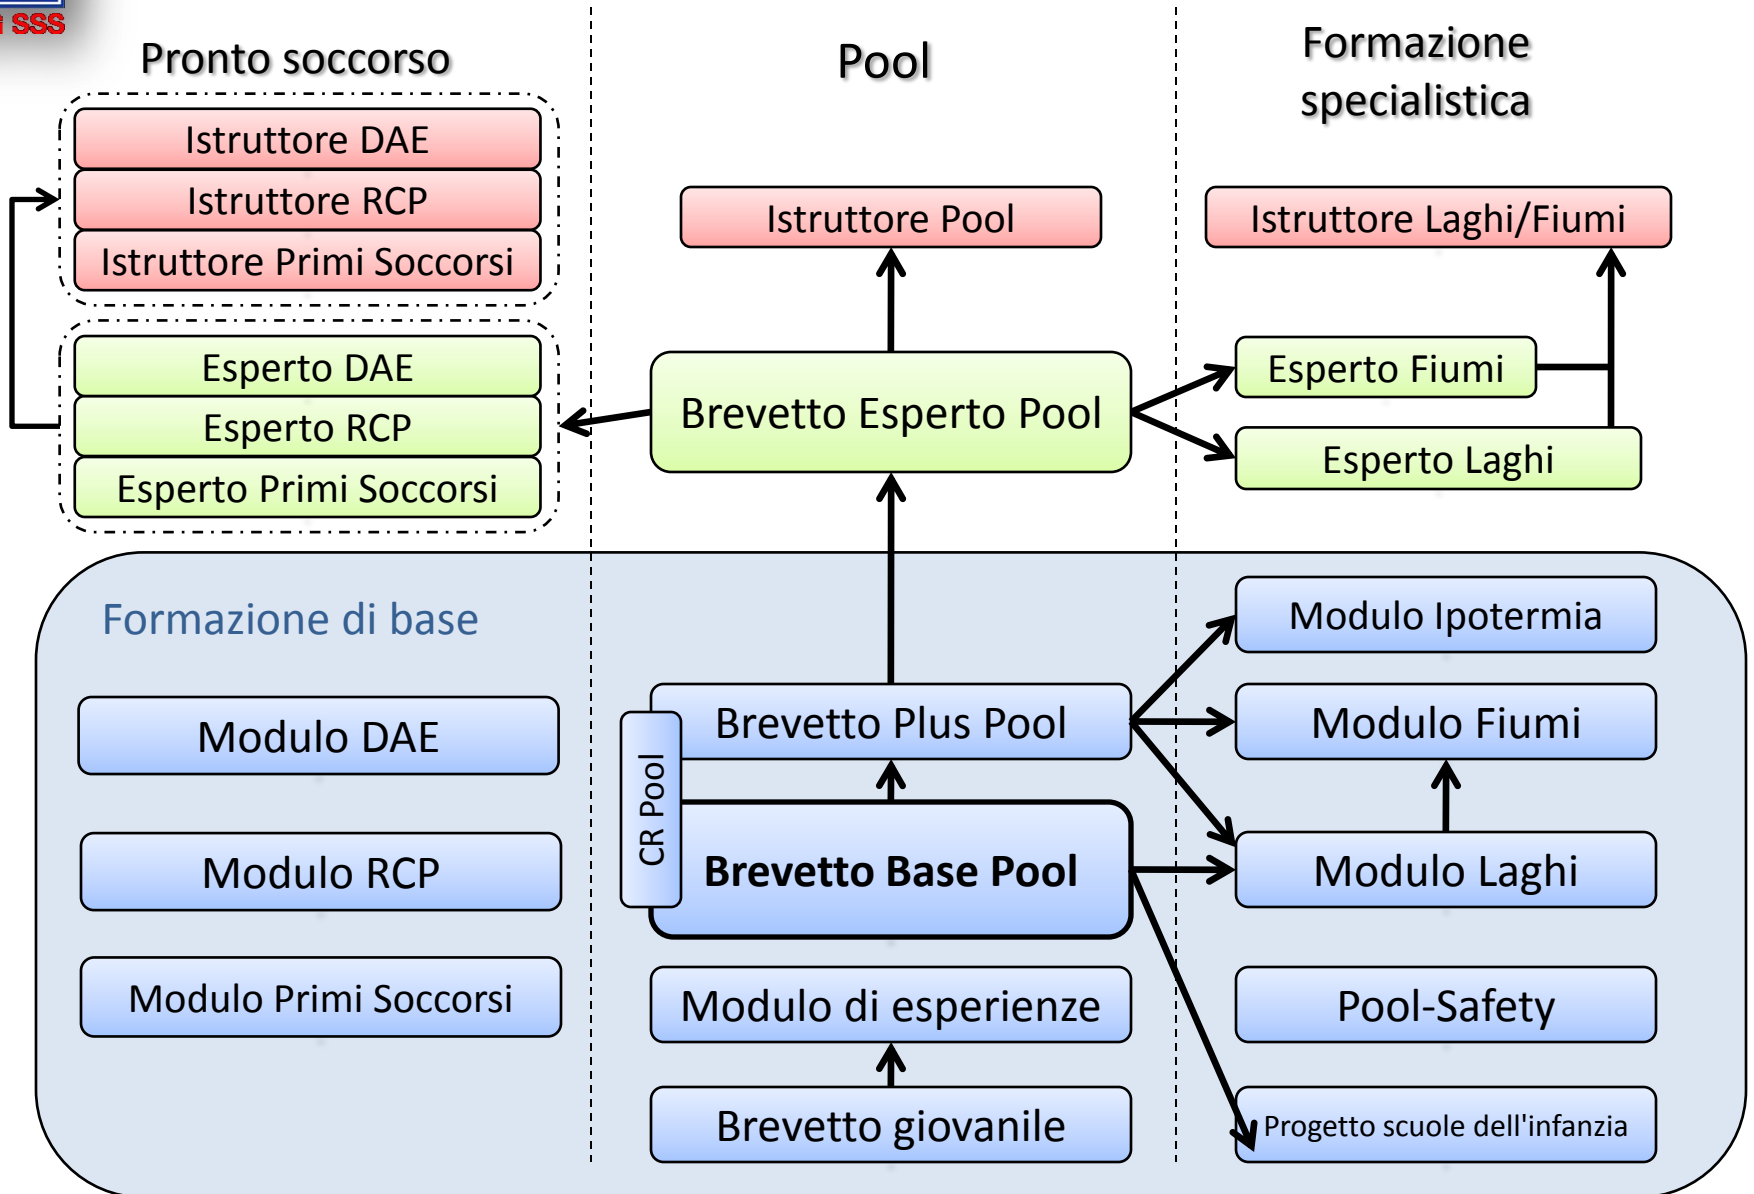 SSS
Pronto soccorso
Istruttore DAE
Istruttore RCP
Istruttore Primi Soccorsi
Esperto DAE
Esperto RCP
Esperto Primi Soccorsi
Pool
Istruttore Pool
Brevetto Esperto Pool
Formazione
specialistica
Istruttore Laghi/Fiumi
Esperto Fiumi
Esperto Laghi
Formazione di base
Modulo DAE
Modulo RCP
Modulo Primi Soccorsi
Brevetto Plus Pool
CR Pool
Brevetto Base Pool
Modulo di esperienze
Brevetto giovanile
Modulo Ipotermia
Modulo Fiumi
Modulo Laghi
Pool-Safety
Progetto scuole dell'infanzia